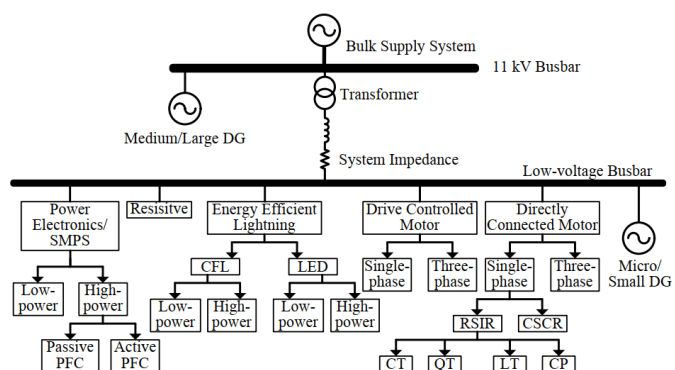 Bulk Supply System
11 kV Busbar
Transformer
Medium/Large DG
System Impedance
Low-voltage Busbar
Power
Electronics/
SMPS
Resisitve
Energy Efficient
Lightning
Drive Controlled
Motor
Directly
Connected Motor
Micro/
Small DG
CFL
LED
Single-
phase
Three-
phase
Single-
phase
Three-
phase
Low-
power
High-
power
Low-
power
High-
power
Low-
power
High-
power
RSIR
CSCR
Passive
PFC
Active
PFC
CT
QT
LT
CP